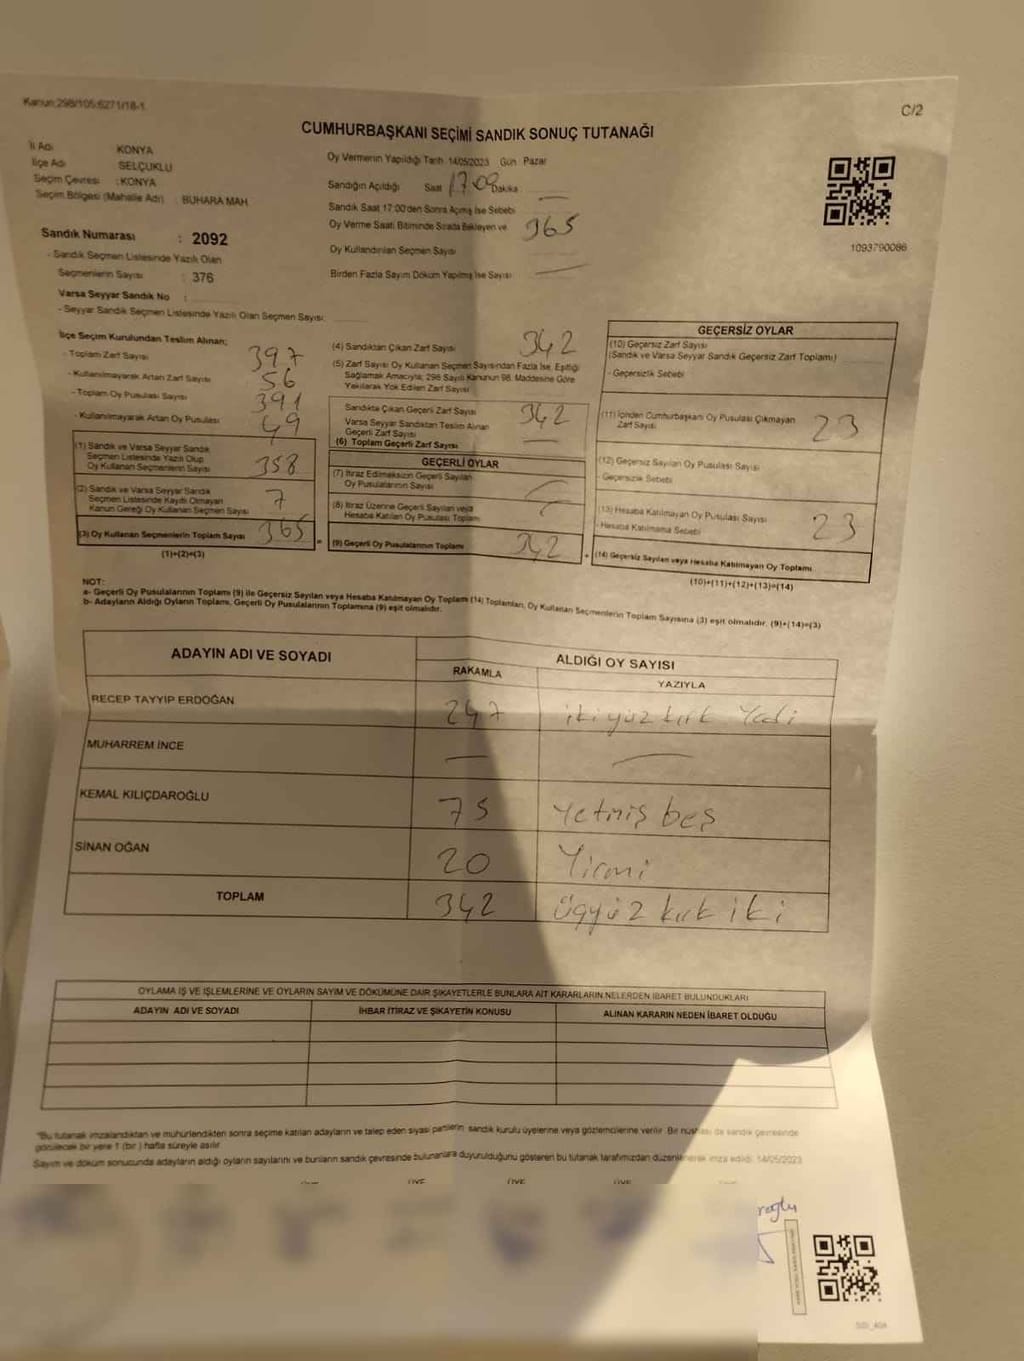 Kanun:298/105:6271/18-1
C/2
CUMHURBAŞKANI SEÇİMİ SANDIK SONUÇ TUTANAĞI
İl Adı KONYA
İlçe Adı SELÇUKLU
Seçim Çevresi : KONYA
Seçim Bölgesi (Mahalle Adı) : BUHARA MAH
Sandık Numarası : 2092
- Sandık Seçmen Listesinde Yazılı Olan
Seçmenlerin Sayısı : 376
Varsa Seyyar Sandık No :
- Seyyar Sandık Seçmen Listesinde Yazılı Olan Seçmen Sayısı:
Oy Vermenin Yapıldığı Tarih 14/05/2023 Gün Pazar
Sandığın Açıldığı Saat 17:09 Dakika
Sandık Saat 17:00'den Sonra Açmış İse Sebebi
Oy Verme Saati Bitiminde Sırada Bekleyen ve 365
Oy Kullandırılan Seçmen Sayısı
Birden Fazla Sayım Döküm Yapılmış İse Sayısı
1093790086
İlçe Seçim Kurulundan Teslim Alınan;
- Toplam Zarf Sayısı 397
- Kullanılmayarak Artan Zarf Sayısı 56
- Toplam Oy Pusulası Sayısı 391
- Kullanılmayarak Artan Oy Pusulası 49
(1) Sandık ve Varsa Seyyar Sandık
Seçmen Listesinde Yazılı Olup
Oy Kullanan Seçmenlerin Sayısı 358
(2) Sandık ve Varsa Seyyar Sandık
Seçmen Listesinde Kayıtlı Olmayan
Kanun Gereği Oy Kullanan Seçmen Sayısı 7
(3) Oy Kullanan Seçmenlerin Toplam Sayısı 365
(1)+(2)=(3)
(4) Sandıktan Çıkan Zarf Sayısı 342
(5) Zarf Sayısı Oy Kullanan Seçmen Sayısından Fazla İse, Eşitliği
Sağlamak Amacıyla; 298 Sayılı Kanunun 98. Maddesine Göre
Yakılarak Yok Edilen Zarf Sayısı
Sandıkta Çıkan Geçerli Zarf Sayısı 342
Varsa Seyyar Sandıktan Teslim Alınan
Geçerli Zarf Sayısı
(6) Toplam Geçerli Zarf Sayısı
GEÇERLİ OYLAR
(7) İtiraz Edilmeksizin Geçerli Sayılan
Oy Pusulalarının Sayısı
(8) İtiraz Üzerine Geçerli Sayılan veya
Hesaba Katılan Oy Pusulası Toplamı
(9) Geçerli Oy Pusulalarının Toplamı 342
GEÇERSİZ OYLAR
(10) Geçersiz Zarf Sayısı
(Sandık ve Varsa Seyyar Sandık Geçersiz Zarf Toplamı)
- Geçersizlik Sebebi
(11) İçinden Cumhurbaşkanı Oy Pusulası Çıkmayan
Zarf Sayısı 23
(12) Geçersiz Sayılan Oy Pusulası Sayısı
- Geçersizlik Sebebi
(13) Hesaba Katılmayan Oy Pusulası Sayısı 23
- Hesaba Katılmama Sebebi
(14) Geçersiz Sayılan veya Hesaba Katılmayan Oy Toplamı
(10)+(11)+(12)+(13)=(14)
NOT:
a- Geçerli Oy Pusulalarının Toplamı (9) ile Geçersiz Sayılan veya Hesaba Katılmayan Oy Toplamı (14) Toplamları, Oy Kullanan Seçmenlerin Toplam Sayısına (3) eşit olmalıdır. (9)+(14)=(3)
b- Adayların Aldığı Oyların Toplamı, Geçerli Oy Pusulalarının Toplamına (9) eşit olmalıdır.
ADAYIN ADI VE SOYADI ALDIĞI OY SAYISI
RAKAMLA YAZIYLA
RECEP TAYYİP ERDOĞAN 247 ikiyüz kırk Yedi
MUHARREM İNCE
KEMAL KILIÇDAROĞLU 75 Yetmiş beş
SİNAN OĞAN 20 Yirmi
TOPLAM 342 üçyüz kırk iki
OYLAMA İŞ VE İŞLEMLERİNE VE OYLARIN SAYIM VE DÖKÜMÜNE DAİR ŞİKAYETLERLE BUNLARA AİT KARARLARIN NELERDEN İBARET BULUNDUKLARI
ADAYIN ADI VE SOYADI İHBAR İTİRAZ VE ŞİKAYETİN KONUSU ALINAN KARARIN NEDEN İBARET OLDUĞU
"Bu tutanak imzalandıktan ve mühürlendikten sonra seçime katılan adayların ve talep eden siyasi partilerin sandık kurulu üyelerine veya gözlemcilerine verilir. Bir nüshası da sandık çevresinde
görülecek bir yere 1 (bir) hafta süreyle asılır.
Sayım ve döküm sonucunda adayların aldığı oyların sayılarını ve bunların sandık çevresinde bulunanlara duyurulduğunu gösteren bu tutanak tarafımızdan düzenlenerek imza edildi. 14/05/2023
ÜYE ÜYE ÜYE ÜYE ÜYE
roğlu